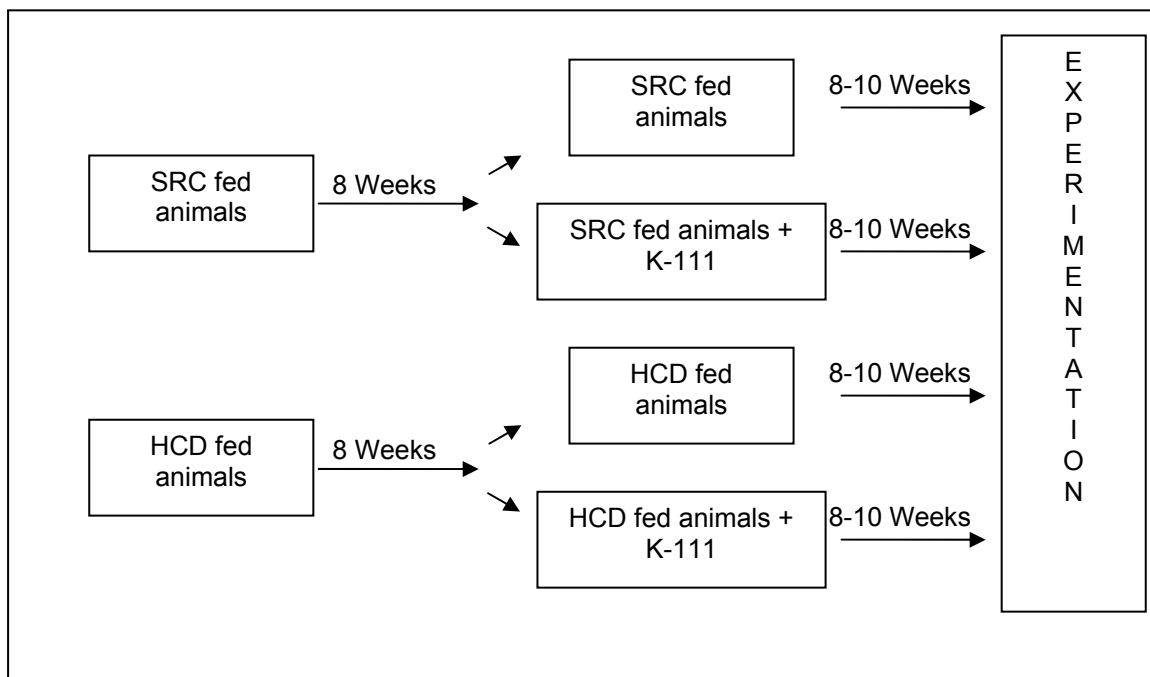 SRC fed
animals
8 Weeks
SRC fed
animals
8-10 Weeks
SRC fed animals +
K-111
8-10 Weeks
HCD fed
animals
8 Weeks
HCD fed
animals
8-10 Weeks
HCD fed animals +
K-111
8-10 Weeks
E
X
P
E
R
I
M
E
N
T
A
T
I
O
N